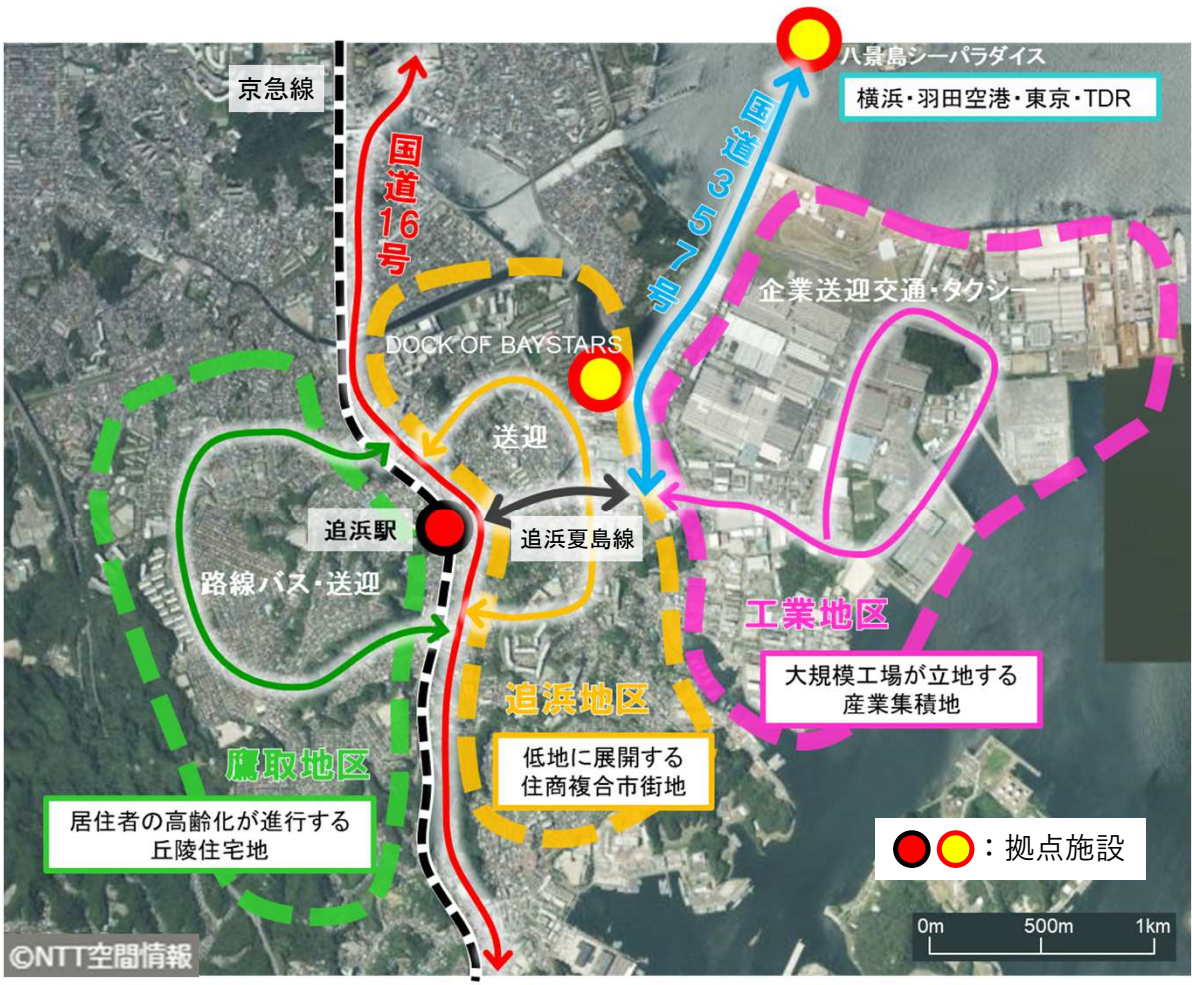 京急線
国道16号
国道357号
八景島シーパラダイス
横浜・羽田空港・東京・TDR
企業送迎交通・タクシー
DOCK OF BAYSTARS
送迎
追浜駅
追浜夏島線
路線バス・送迎
工業地区
大規模工場が立地する
産業集積地
追浜地区
低地に展開する
住商複合市街地
鷹取地区
居住者の高齢化が進行する
丘陵住宅地
：拠点施設
0m 500m 1km
©NTT空間情報